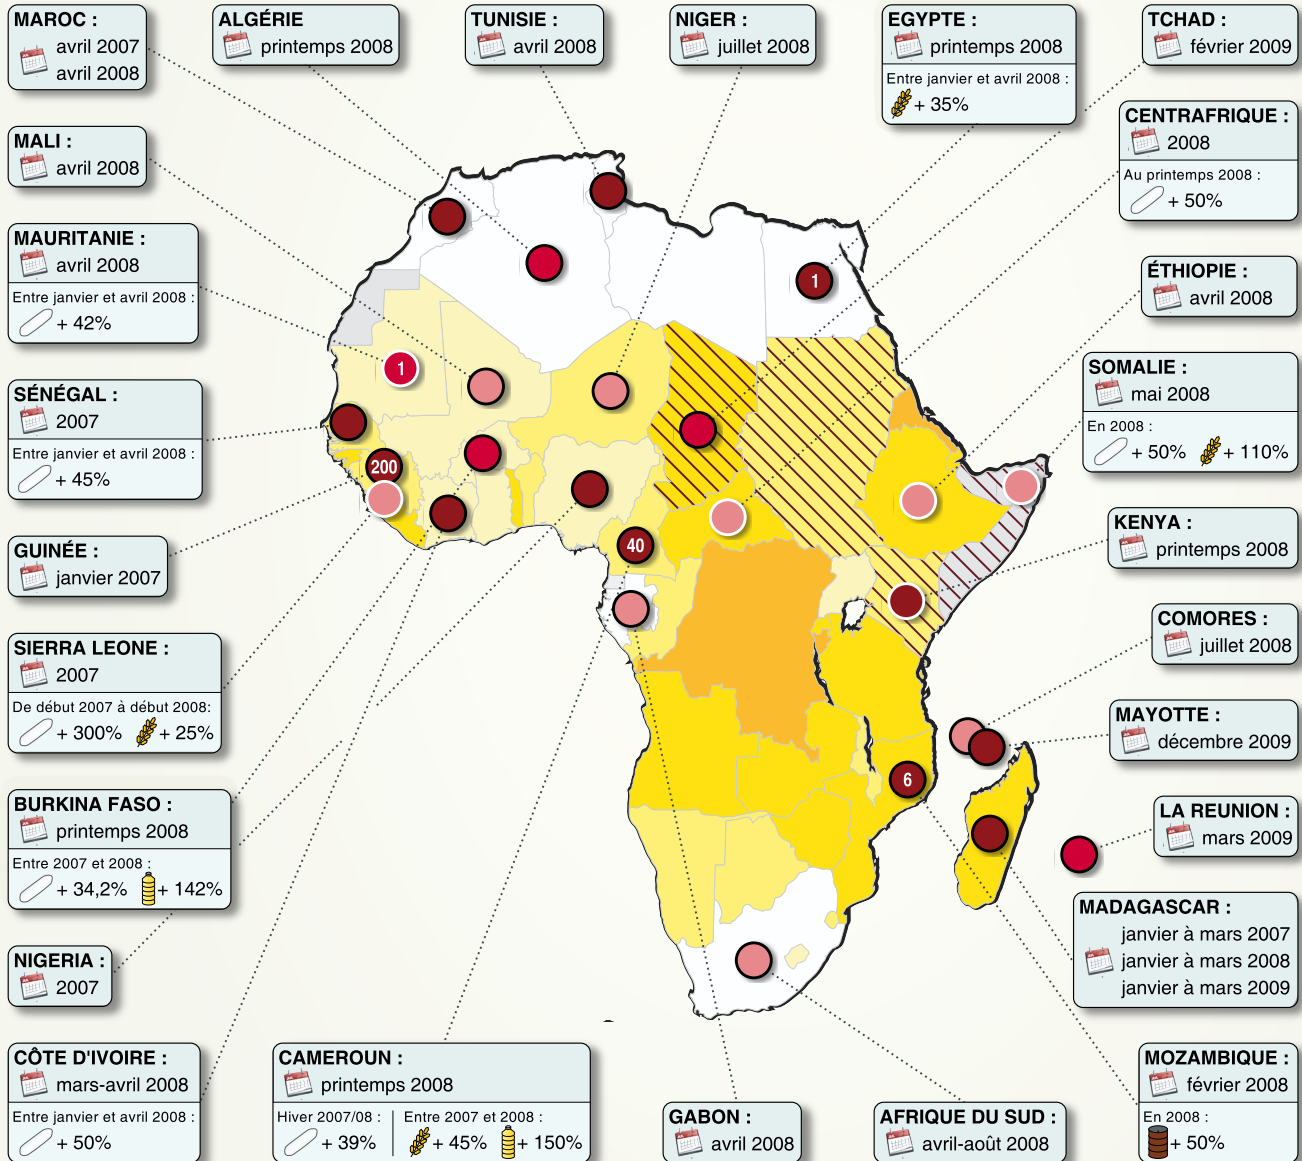 MAROC :
avril 2007
avril 2008
ALGÉRIE
printemps 2008
TUNISIE :
avril 2008
NIGER :
juillet 2008
EGYPTE :
printemps 2008
Entre janvier et avril 2008 :
+ 35%
TCHAD :
février 2009
MALI :
avril 2008
CENTRAFRIQUE :
2008
Au printemps 2008 :
+ 50%
MAURITANIE :
avril 2008
Entre janvier et avril 2008 :
+ 42%
ÉTHIOPIE :
avril 2008
SOMALIE :
mai 2008
En 2008 :
+ 50% + 110%
SÉNÉGAL :
2007
Entre janvier et avril 2008 :
+ 45%
KENYA :
printemps 2008
GUINÉE :
janvier 2007
COMORES :
juillet 2008
SIERRA LEONE :
2007
De début 2007 à début 2008:
+ 300% + 25%
MAYOTTE :
décembre 2009
BURKINA FASO :
printemps 2008
Entre 2007 et 2008 :
+ 34,2% + 142%
LA REUNION :
mars 2009
MADAGASCAR :
janvier à mars 2007
janvier à mars 2008
janvier à mars 2009
NIGERIA :
2007
CÔTE D'IVOIRE :
mars-avril 2008
Entre janvier et avril 2008 :
+ 50%
CAMEROUN :
printemps 2008
Hiver 2007/08 :
+ 39%
Entre 2007 et 2008 :
+ 45% + 150%
GABON :
avril 2008
AFRIQUE DU SUD :
avril-août 2008
MOZAMBIQUE :
février 2008
En 2008 :
+ 50%
1
1
200
40
6